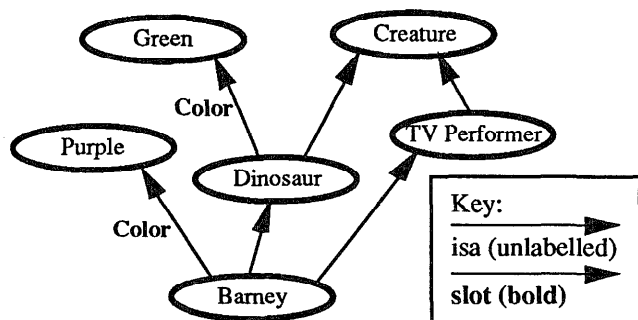 Green
Creature
Color
TV Performer
Purple
Dinosaur
Color
Barney
Key:
isa (unlabelled)
slot (bold)